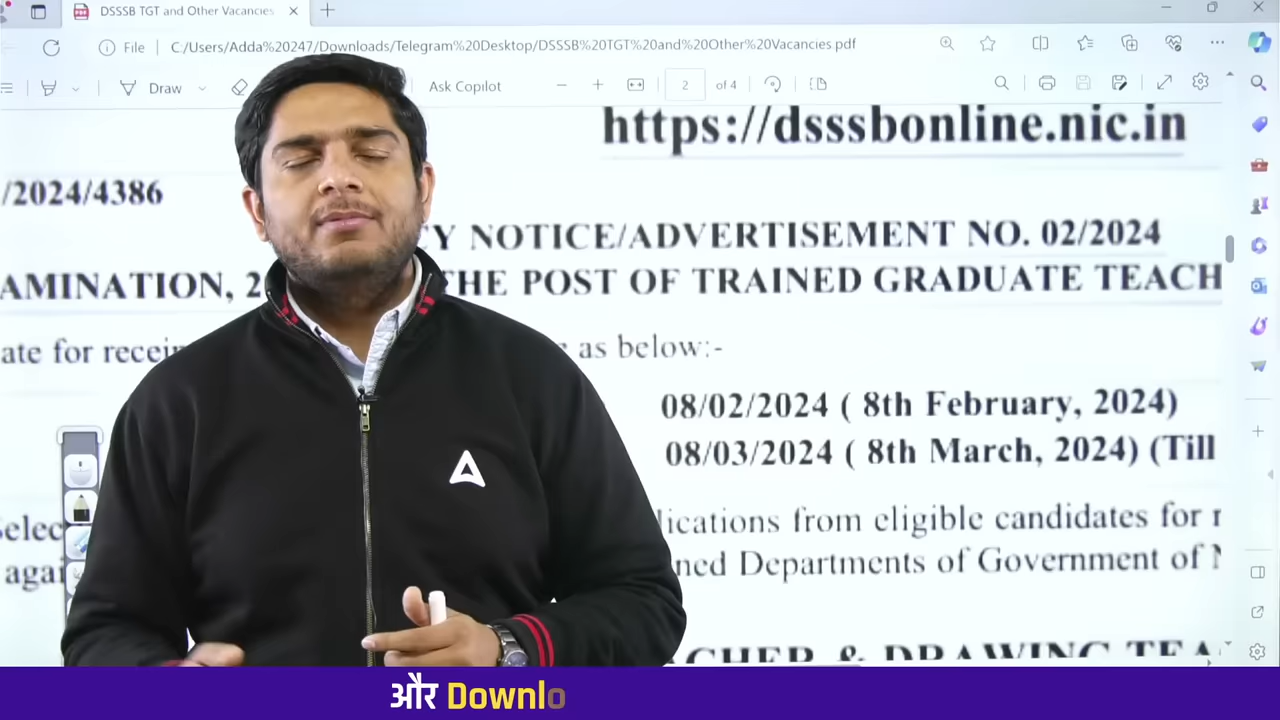 DSSSB TGT and Other Vacancies
File C:/Users/Adda%20247/Downloads/Telegram%20Desktop/DSSSB%20TGT%20and%20Other%20Vacancies.pdf
Draw Ask Copilot 2 of 4
https://dsssbonline.nic.in
/2024/4386
CY NOTICE/ADVERTISEMENT NO. 02/2024
AMINATION, 2 THE POST OF TRAINED GRADUATE TEACH
ate for recei e as below:-
08/02/2024 ( 8th February, 2024)
08/03/2024 ( 8th March, 2024) (Till
Selec lications from eligible candidates for r
agai ned Departments of Government of N
ACHER & DRAWING TEA
और Downlo